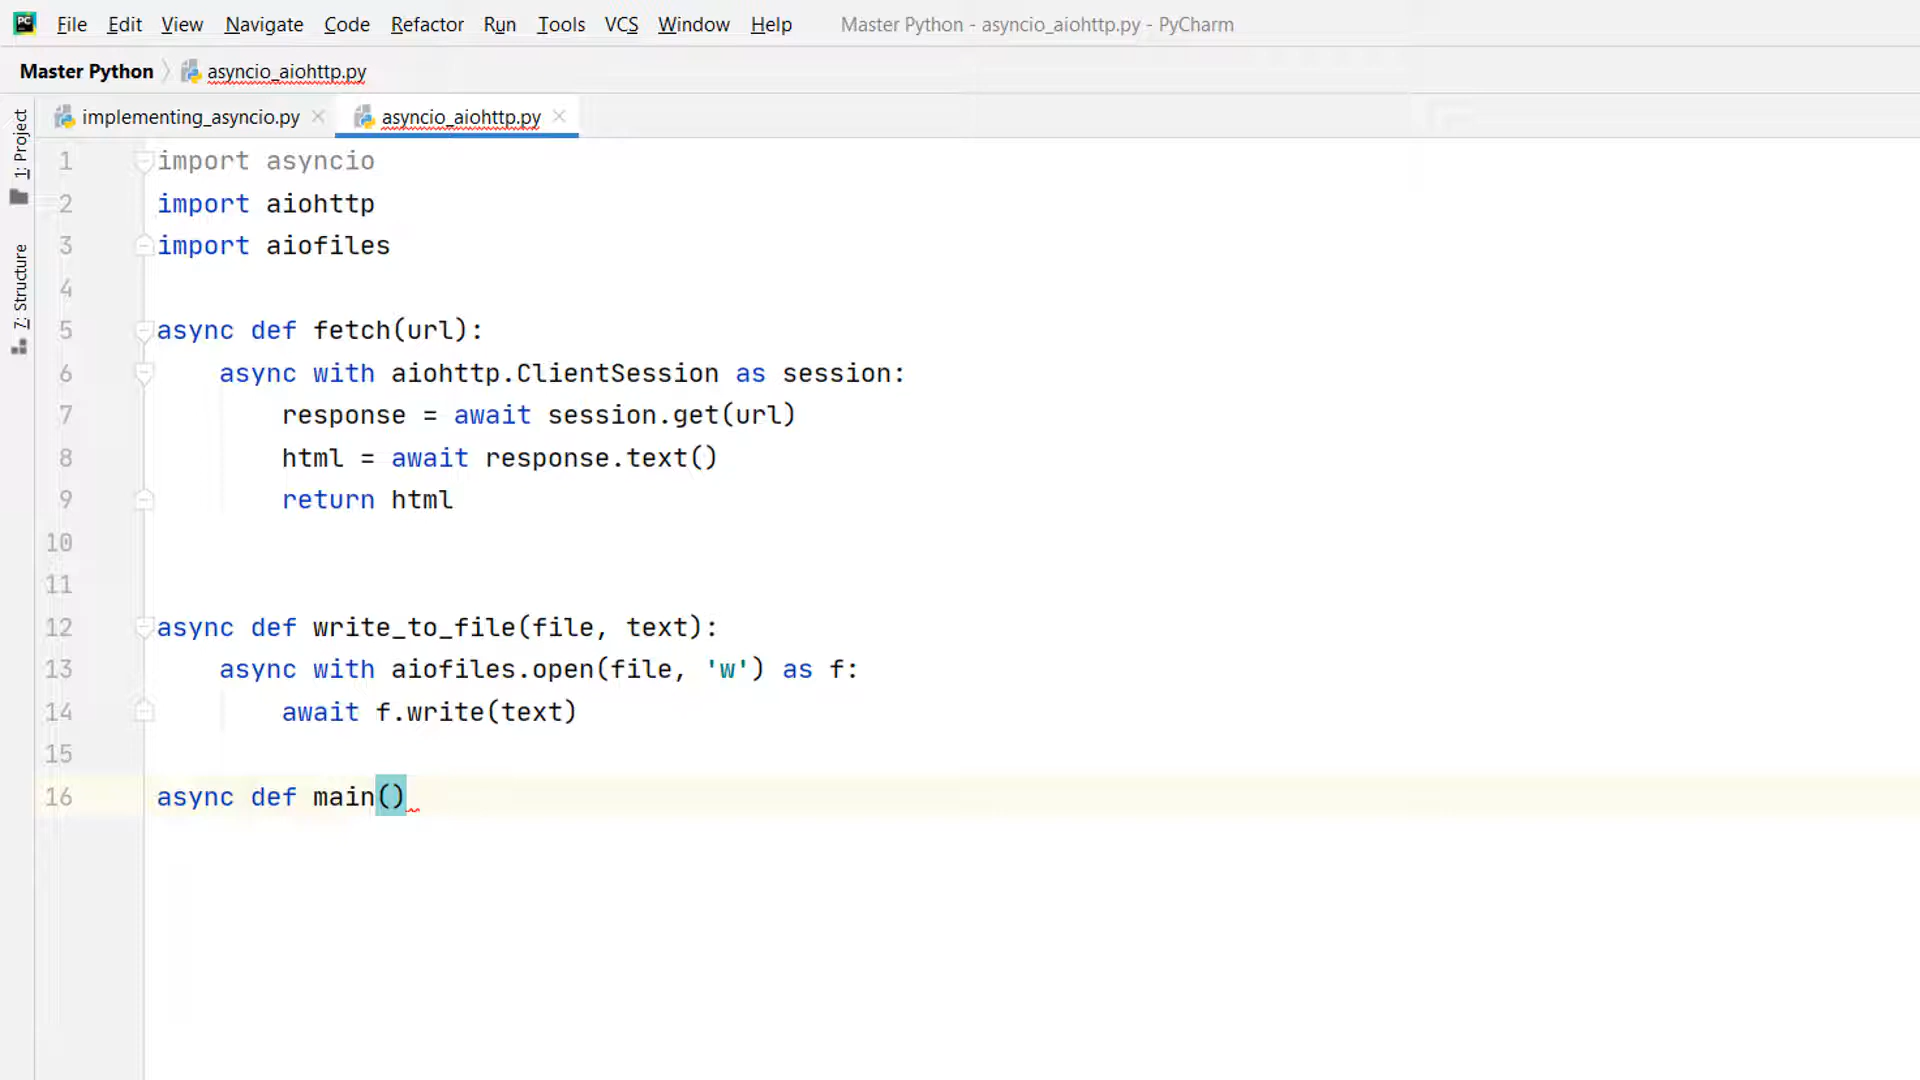 PC File Edit View Navigate Code Refactor Run Tools VCS Window Help Master Python - asyncio_aiohttp.py - PyCharm
Master Python asyncio_aiohttp.py
implementing_asyncio.py asyncio_aiohttp.py
1: Project
7: Structure
1 import asyncio
2 import aiohttp
3 import aiofiles
4
5 async def fetch(url):
6     async with aiohttp.ClientSession as session:
7         response = await session.get(url)
8         html = await response.text()
9         return html
10
11
12 async def write_to_file(file, text):
13     async with aiofiles.open(file, 'w') as f:
14         await f.write(text)
15
16 async def main()